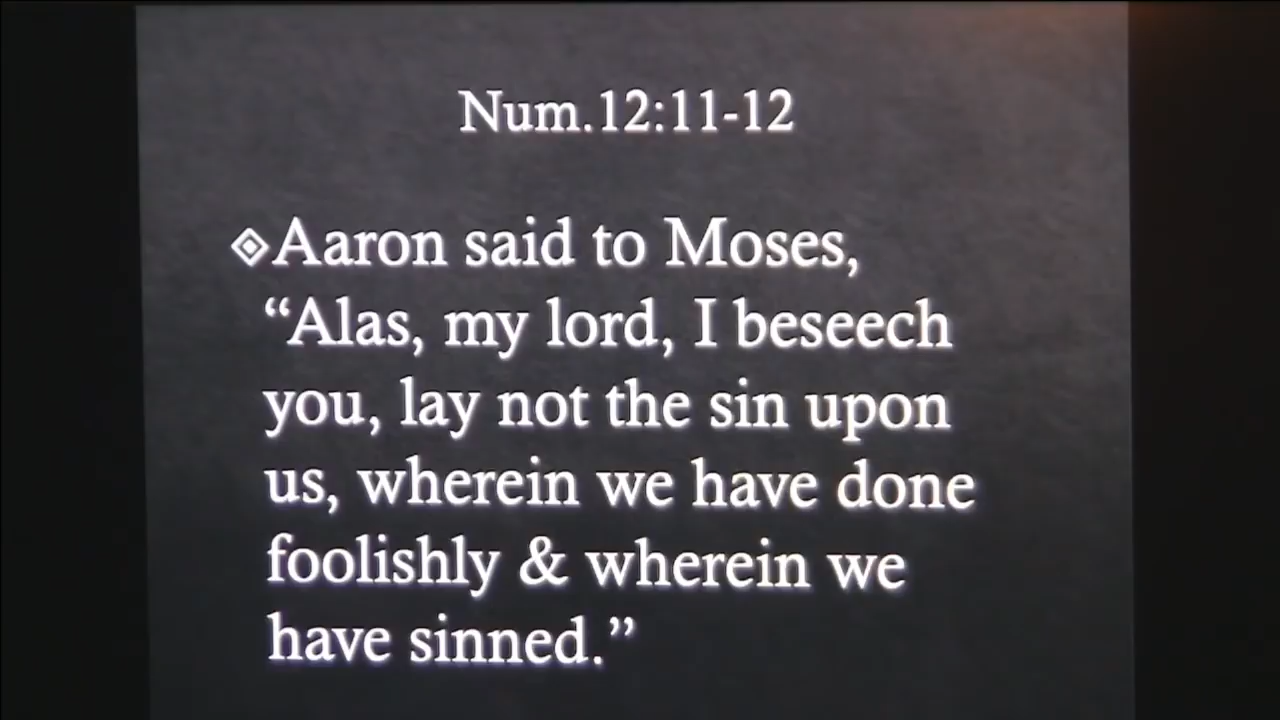 Num.12:11-12
Aaron said to Moses,
“Alas, my lord, I beseech
you, lay not the sin upon
us, wherein we have done
foolishly & wherein we
have sinned.”